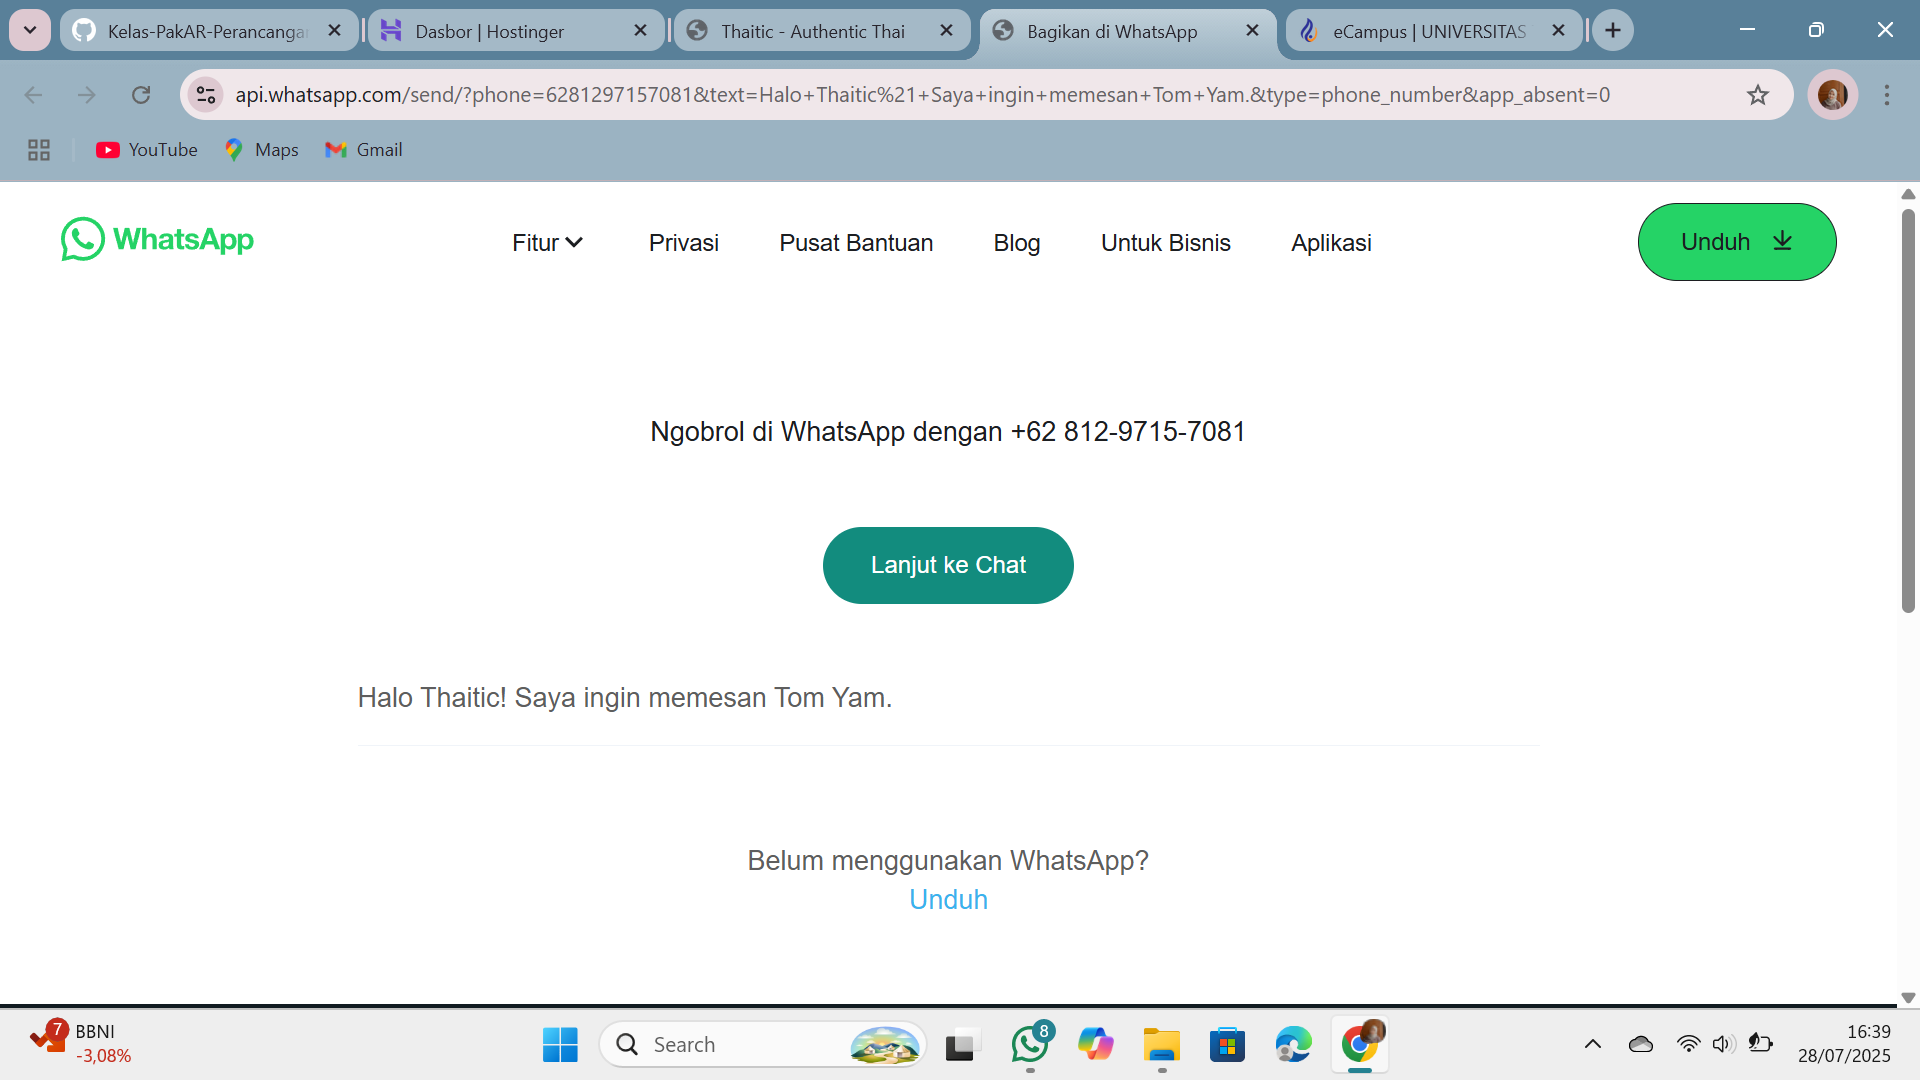 Kelas-PakAR-Perancanga
Dasbor | Hostinger
Thaitic - Authentic Thai
Bagikan di WhatsApp
eCampus | UNIVERSITAS
api.whatsapp.com/send/?phone=6281297157081&text=Halo+Thaitic%21+Saya+ingin+memesan+Tom+Yam.&type=phone_number&app_absent=0
YouTube
Maps
Gmail
WhatsApp
Fitur
Privasi
Pusat Bantuan
Blog
Untuk Bisnis
Aplikasi
Unduh
Ngobrol di WhatsApp dengan +62 812-9715-7081
Lanjut ke Chat
Halo Thaitic! Saya ingin memesan Tom Yam.
Belum menggunakan WhatsApp?
Unduh
7
BBNI
-3,08%
Search
8
16:39
28/07/2025